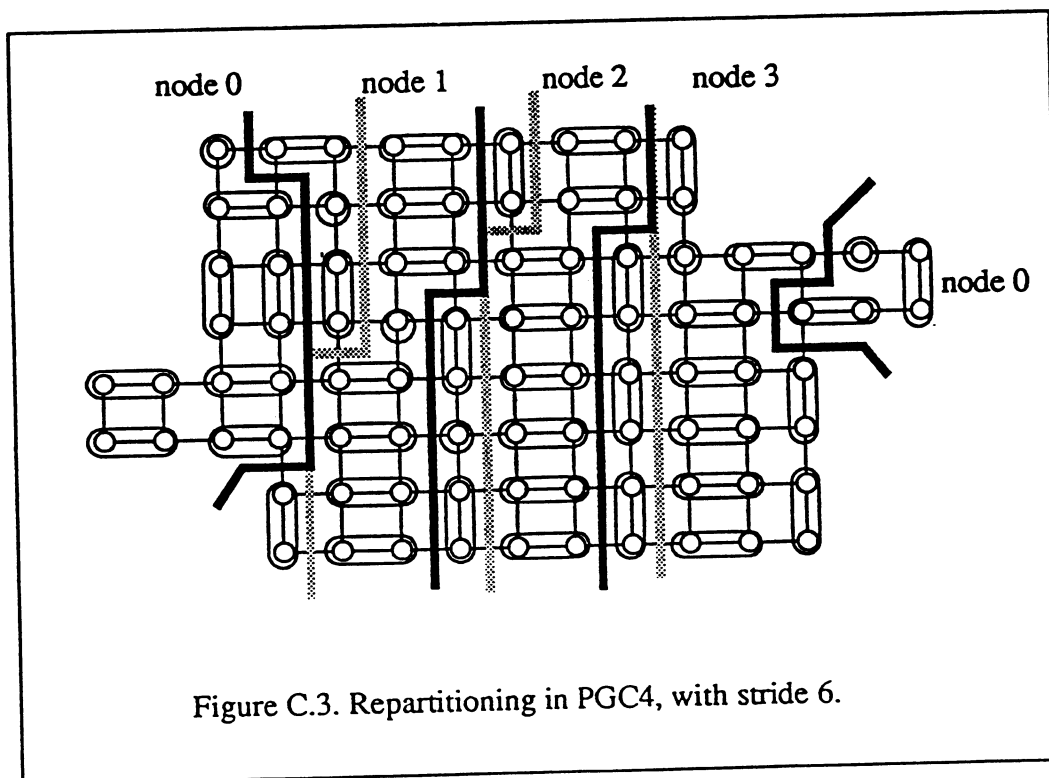 node 0
node 1
node 2
node 3
node 0
Figure C.3. Repartitioning in PGC4, with stride 6.